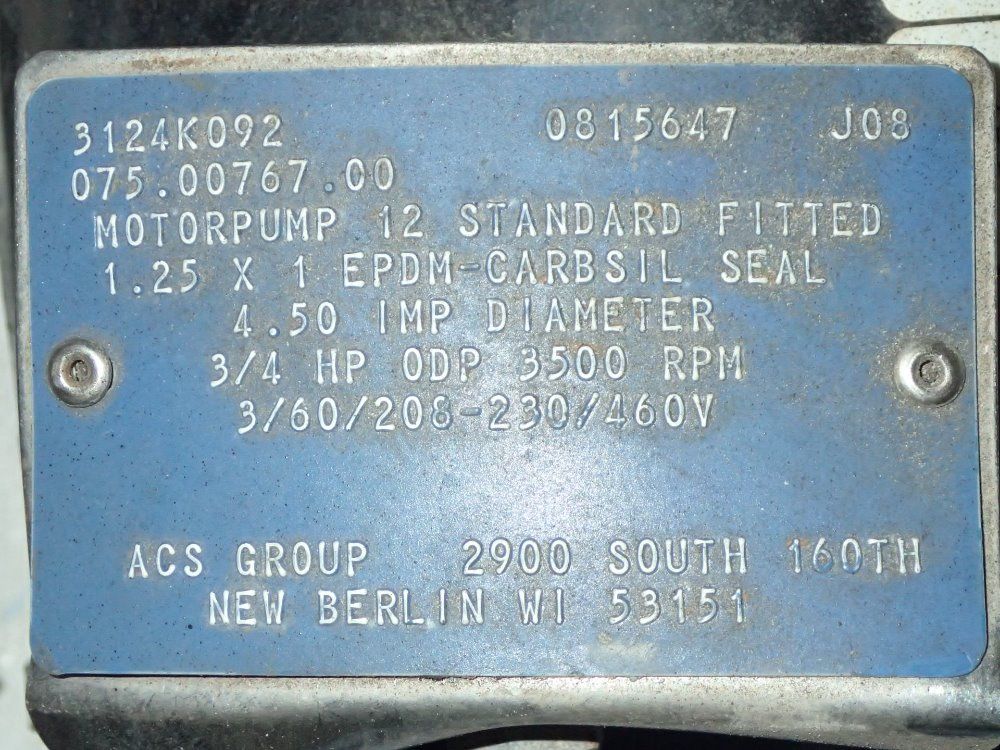 3124K092 0815647 J08
075.00767.00
MOTORPUMP 12 STANDARD FITTED
1.25 X 1 EPDM-CARBSIL SEAL
4.50 IMP DIAMETER
3/4 HP ODP 3500 RPM
3/60/208-230/460V
ACS GROUP 2900 SOUTH 160TH
NEW BERLIN WI 53151